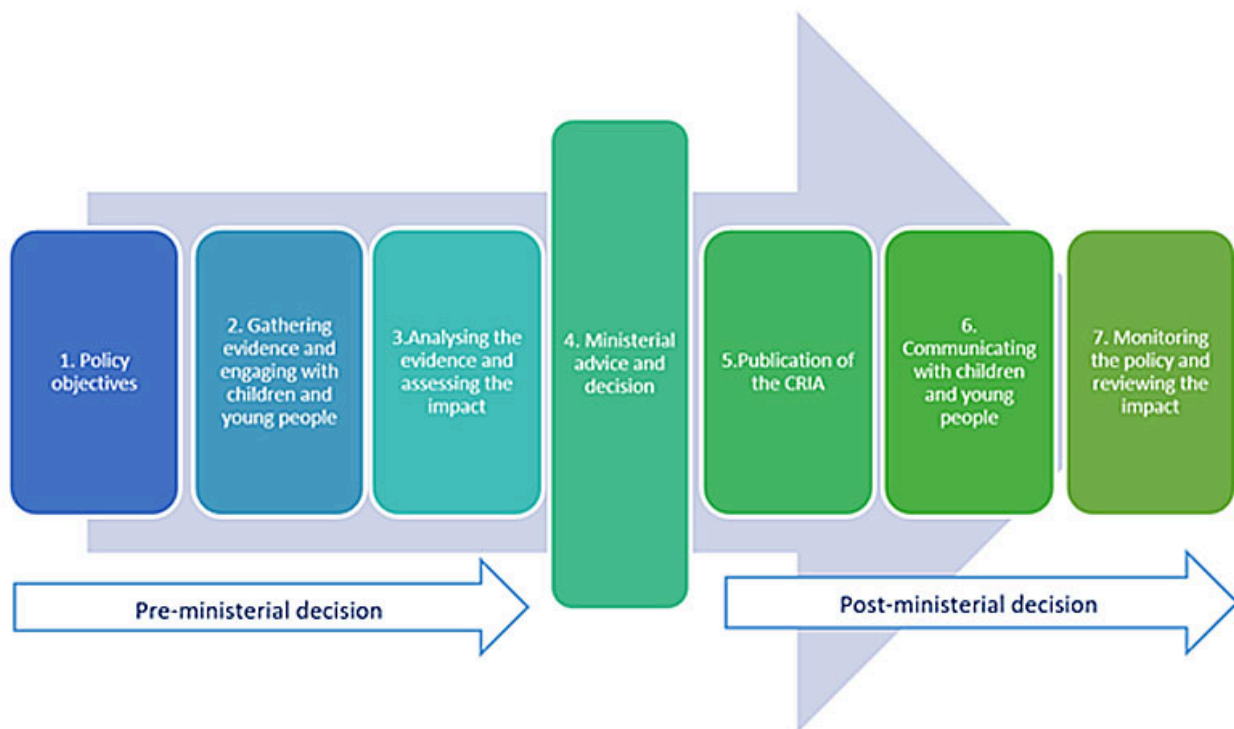 1. Policy
objectives
2. Gathering
evidence and
engaging with
children and
young people
3.Analysing the
evidence and
assessing the
impact
4. Ministerial
advice and
decision
5.Publication of
the CRIA
6.
Communicating
with children
and young
people
7. Monitoring
the policy and
reviewing the
impact
Pre-ministerial decision
Post-ministerial decision